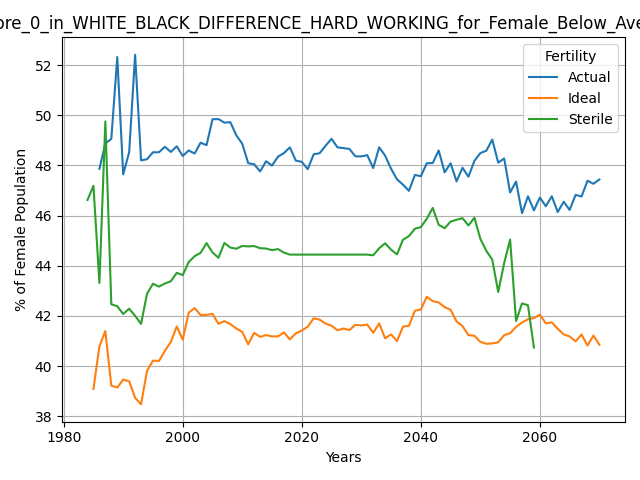 ore_0_in_WHITE_BLACK_DIFFERENCE_HARD_WORKING_for_Female_Below_Ave
Fertility
Actual
Ideal
Sterile
% of Female Population
52
50
48
46
44
42
40
38
1980
2000
2020
2040
2060
Years